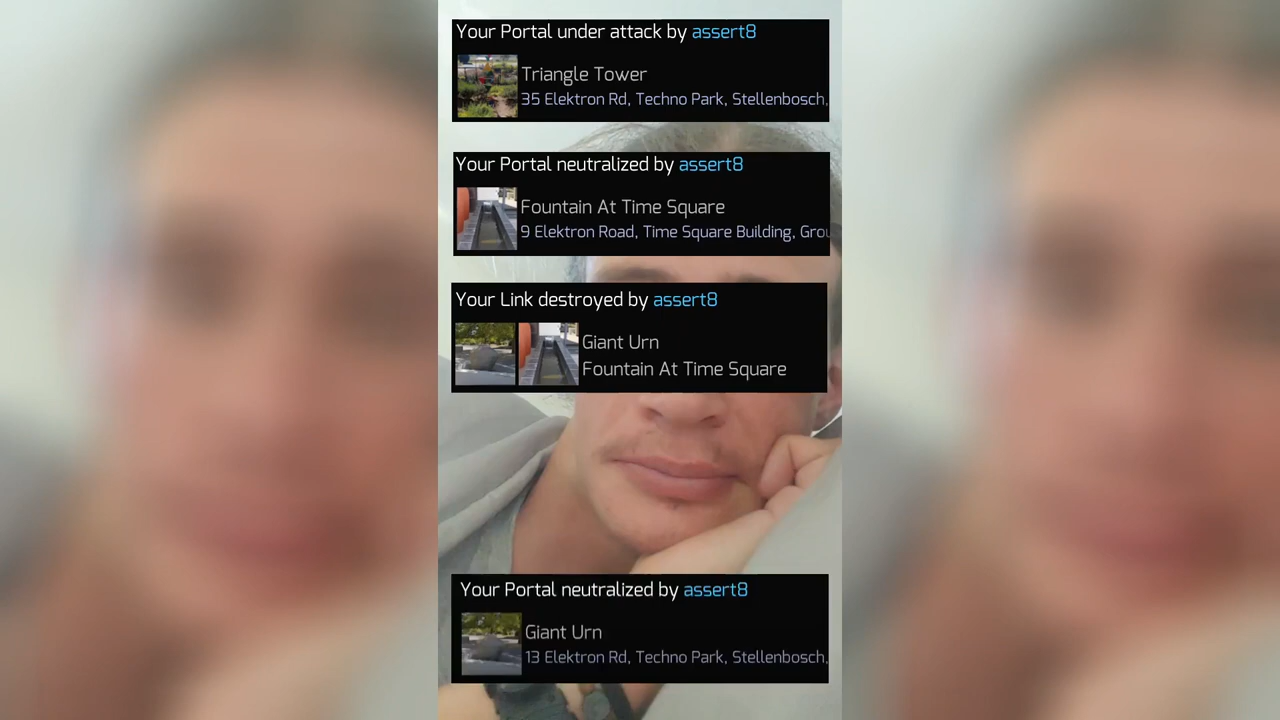 Your Portal under attack by assert8
Triangle Tower
35 Elektron Rd, Techno Park, Stellenbosch,
Your Portal neutralized by assert8
Fountain At Time Square
9 Elektron Road, Time Square Building, Grou
Your Link destroyed by assert8
Giant Urn
Fountain At Time Square
Your Portal neutralized by assert8
Giant Urn
13 Elektron Rd, Techno Park, Stellenbosch,